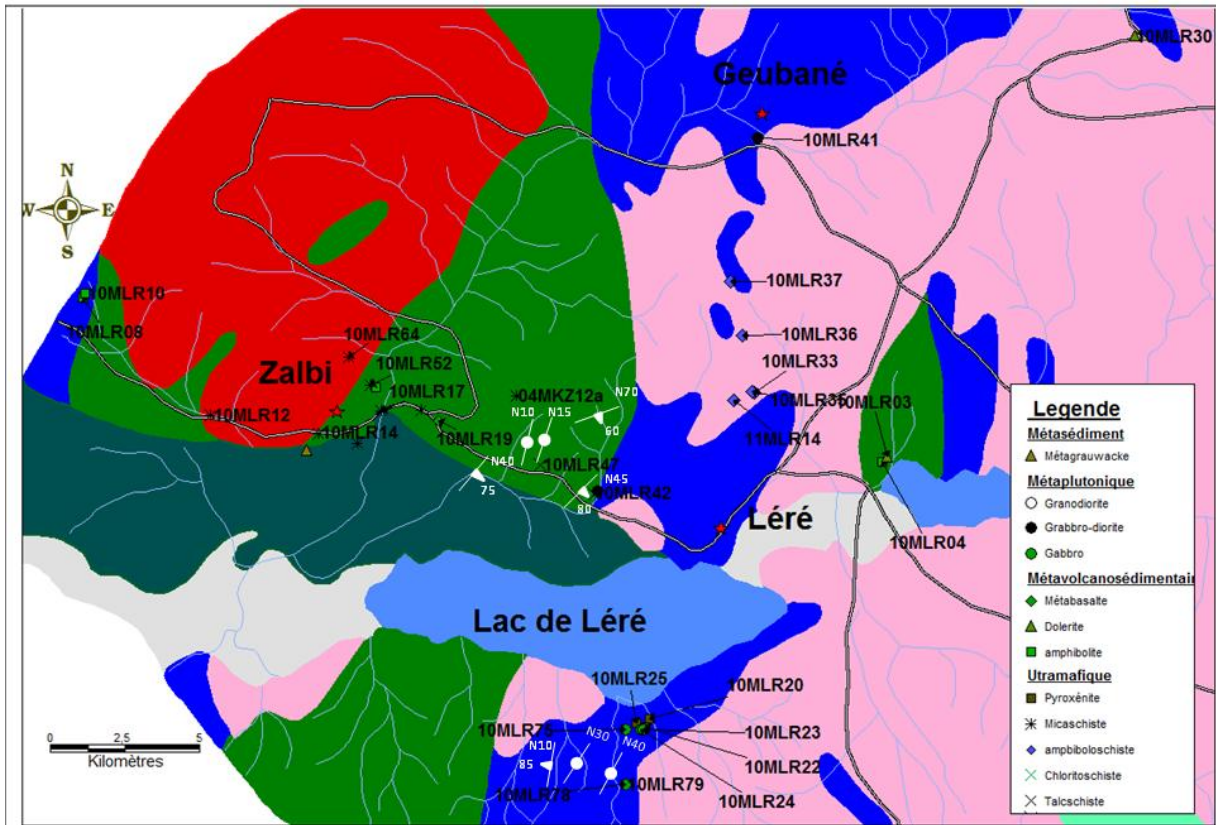 Geubané
10MLR30
10MLR41
N
W
E
S
10MLR37
10MLR10
10MLR08
10MLR36
10MLR64
10MLR33
Zalbi
10MLR52
10MLR17
04MKZ12a
N70
10MLR35
10MLR03
10MLR12
10MLR14
N10
N15
60
10MLR19
11MLR14
N40
10MLR47
N45
75
10MLR42
80
Léré
10MLR04
Lac de Léré
10MLR25
10MLR20
10MLR75
10MLR23
N10
N30
N40
85
10MLR22
10MLR78
10MLR79
10MLR24
0
2,5
5
Kilomètres
Legende
Métasédiment
Métagrauwacke
Métaplutonique
Granodiorite
Grabbro-diorite
Gabbro
Métavolcanosédimentair
Métabasalte
Dolerite
amphibolite
Utramafique
Pyroxénite
Micaschiste
ampbiboloschiste
Chloritoschiste
Talcschiste